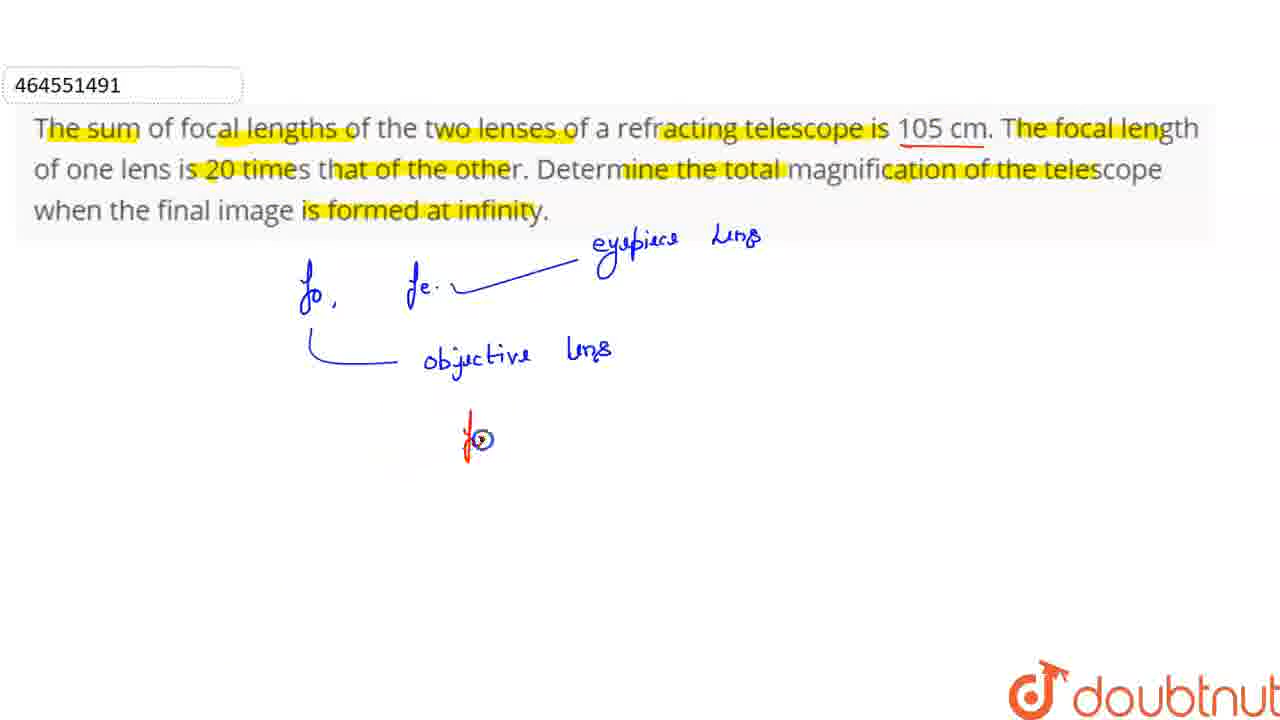 464551491
The sum of focal lengths of the two lenses of a refracting telescope is 105 cm. The focal length
of one lens is 20 times that of the other. Determine the total magnification of the telescope
when the final image is formed at infinity.
eyepiece lens
fo, fe.
objective lens
f
doubtnut